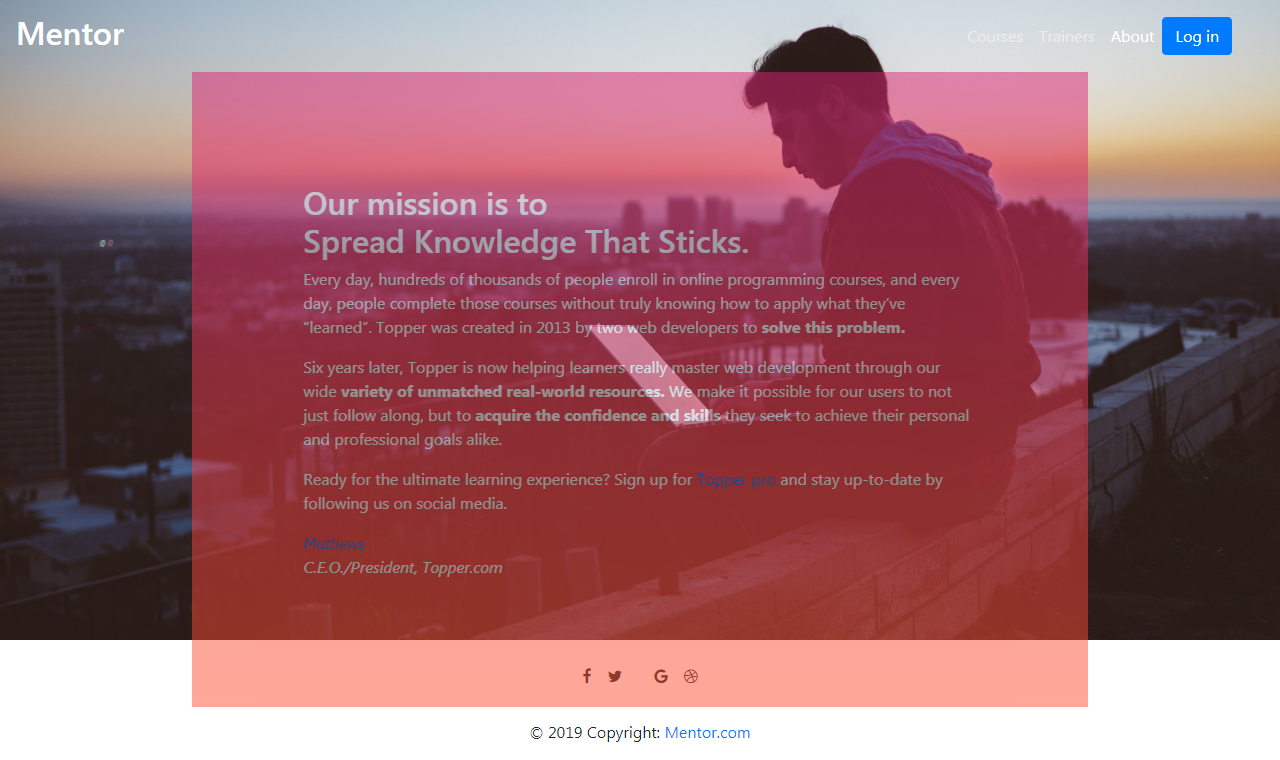 Mentor
Courses Trainers About Log in
Our mission is to
Spread Knowledge That Sticks.
Every day, hundreds of thousands of people enroll in online programming courses, and every
day, people complete those courses without truly knowing how to apply what they’ve
“learned”. Topper was created in 2013 by two web developers to solve this problem.
Six years later, Topper is now helping learners really master web development through our
wide variety of unmatched real-world resources. We make it possible for our users to not
just follow along, but to acquire the confidence and skills they seek to achieve their personal
and professional goals alike.
Ready for the ultimate learning experience? Sign up for Topper pro and stay up-to-date by
following us on social media.
Mathews
C.E.O./President, Topper.com
© 2019 Copyright: Mentor.com